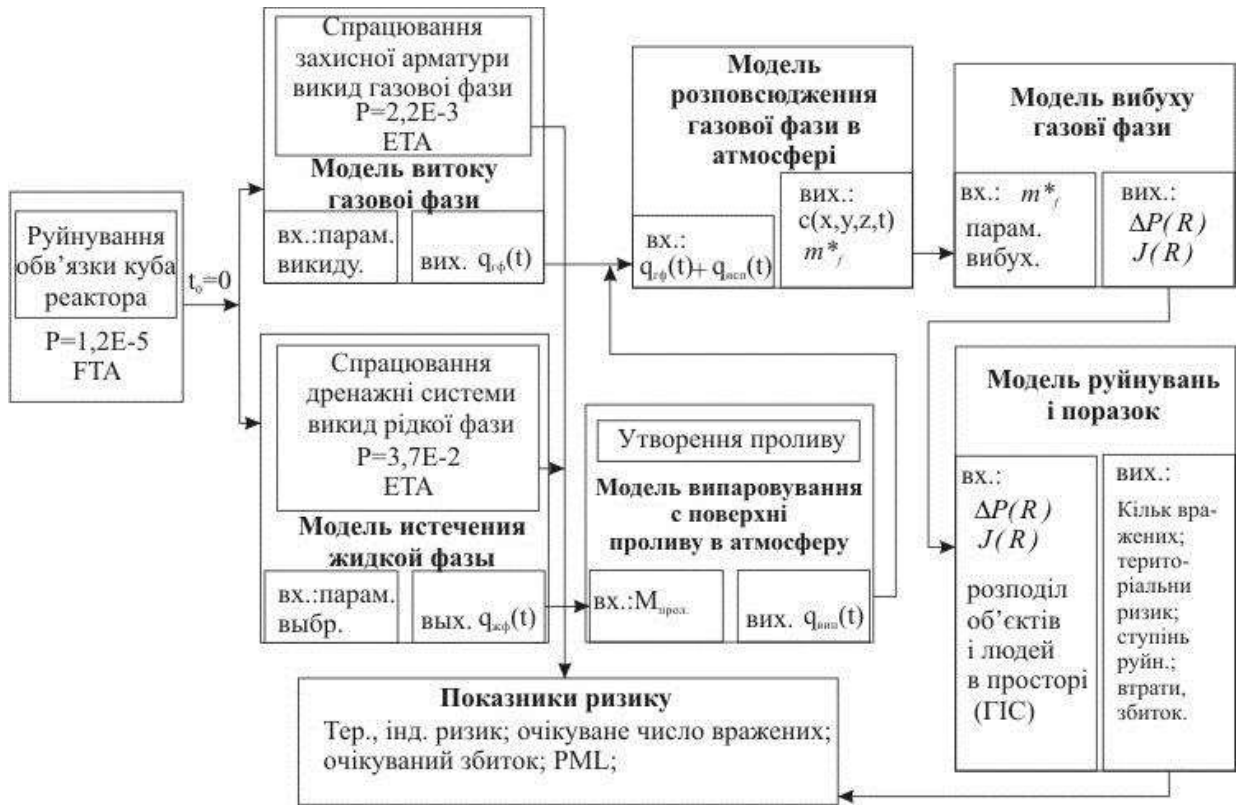 Руйнування
обв’язки куба
реактора
P=1,2E-5
FTA
t₀=0
Спрацювання
захисної арматури
викид газової фази
P=2,2E-3
ETA
Модель витоку
газової фази
вх.:парам.
викиду.
вих. qгф(t)
Спрацювання
дренажні системи
викид рідкої фази
P=3,7E-2
ETA
Модель истечения
жидкой фазы
вх.:парам.
выбр.
вых. qжф(t)
Утворення проливу
Модель випаровування
с поверхні
проливу в атмосферу
вх.:Мпрол.
вих. qвип(t)
Модель
розповсюдження
газової фази в
атмосфері
вх.:
qгф(t)+ qисп(t)
вих.:
c(x,y,z,t)
m*f
Модель вибуху
газові фази
вх.: m*f
парам.
вибух.
вих.:
ΔP(R)
J(R)
Модель руйнувань
і поразок
вх.:
ΔP(R)
J(R)
розподіл
об’єктів
і людей
в просторі
(ГІС)
вих.:
Кільк вра-
жених;
терито-
ріальни
ризик;
ступінь
руйн.;
втрати,
збиток.
Показники ризику
Тер., інд. ризик; очікуване число вражених;
очікуваний збиток; PML;